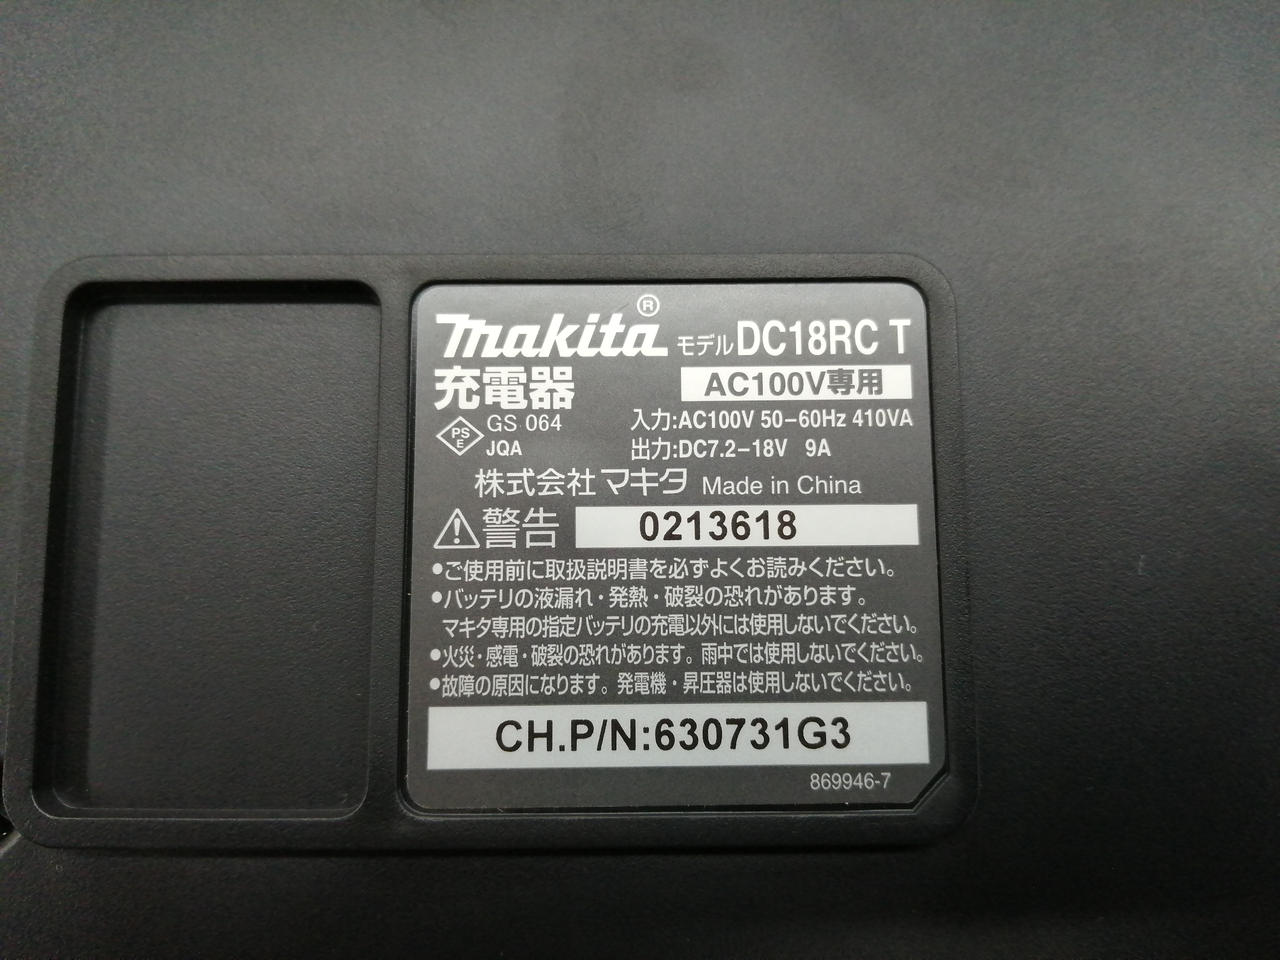 makita® モデル DC18RC T
充電器 AC100V専用
PSE GS 064 入力:AC100V 50-60Hz 410VA
JQA 出力:DC7.2-18V 9A
株式会社 マキタ Made in China
警告 0213618
•ご使用前に取扱説明書を必ずよくお読みください。
•バッテリの液漏れ・発熱・破裂の恐れがあります。
マキタ専用の指定バッテリの充電以外には使用しないでください。
•火災・感電・破裂の恐れがあります。雨中では使用しないでください。
•故障の原因になります。発電機・昇圧器は使用しないでください。
CH.P/N:630731G3
869946-7